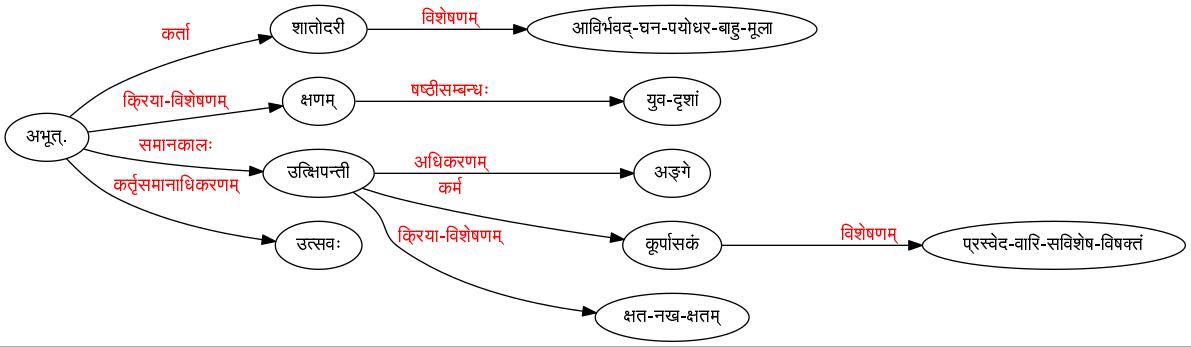 कर्ता
शातोदरी
विशेषणम्
आविर्भवद्-घन-पयोधर-बाहु-मूला
क्रिया-विशेषणम्
क्षणम्
षष्ठीसम्बन्धः
युव-दृशां
अभूत्.
समानकालः
उत्क्षिपन्ती
अधिकरणम्
अङ्गे
कर्तृसमानाधिकरणम्
कर्म
उत्सवः
क्रिया-विशेषणम्
कूर्पासकं
विशेषणम्
प्रस्वेद-वारि-सविशेष-विषक्तं
क्षत-नख-क्षतम्